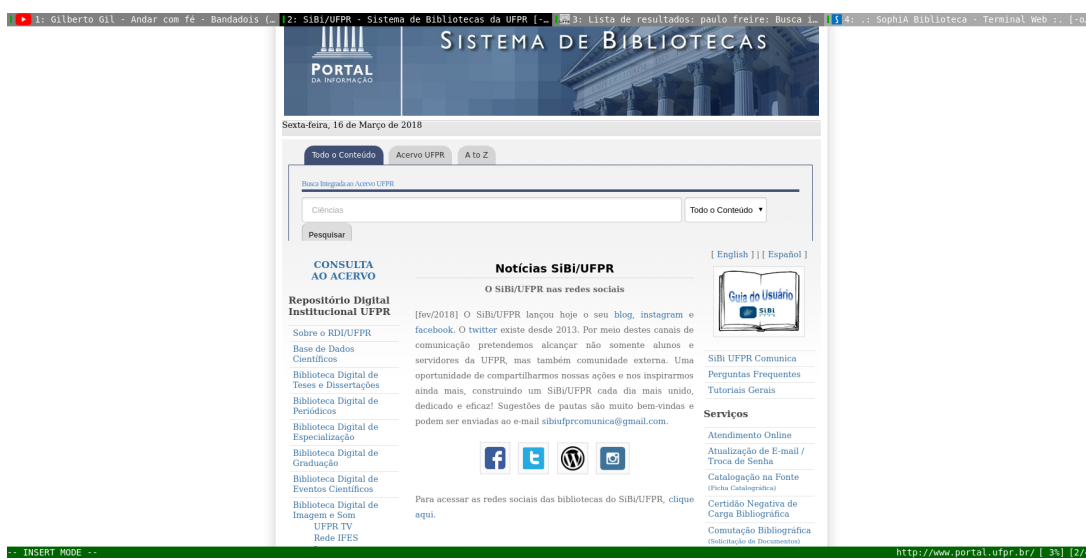 1: Gilberto Gil - Andar com fé - Bandadois (…
2: SiBi/UFPR - Sistema de Bibliotecas da UFPR [-…
3: Lista de resultados: paulo freire: Busca i…
4: .: SophiA Biblioteca - Terminal Web :. [-o
SISTEMA DE BIBLIOTECAS
PORTAL
DA INFORMAÇÃO
Sexta-feira, 16 de Março de 2018
Todo o Conteúdo
Acervo UFPR
A to Z
Busca Integrada ao Acervo UFPR
Ciências
Todo o Conteúdo
Pesquisar
CONSULTA
AO ACERVO
Repositório Digital
Institucional UFPR
Sobre o RDI/UFPR
Base de Dados
Científicos
Biblioteca Digital de
Teses e Dissertações
Biblioteca Digital de
Periódicos
Biblioteca Digital de
Especialização
Biblioteca Digital de
Graduação
Biblioteca Digital de
Eventos Científicos
Biblioteca Digital de
Imagem e Som
UFPR TV
Rede IFES
Notícias SiBi/UFPR
O SiBi/UFPR nas redes sociais
[fev/2018] O SiBi/UFPR lançou hoje o seu blog, instagram e
facebook. O twitter existe desde 2013. Por meio destes canais de
comunicação pretendemos alcançar não somente alunos e
servidores da UFPR, mas também comunidade externa. Uma
oportunidade de compartilharmos nossas ações e nos inspirarmos
ainda mais, construindo um SiBi/UFPR cada dia mais unido,
dedicado e eficaz! Sugestões de pautas são muito bem-vindas e
podem ser enviadas ao e-mail sibiufprcomunica@gmail.com.
Para acessar as redes sociais das bibliotecas do SiBi/UFPR, clique
aqui.
[ English ] | [ Español ]
Guia do Usuário
SiBi
SiBi UFPR Comunica
Perguntas Frequentes
Tutoriais Gerais
Serviços
Atendimento Online
Atualização de E-mail /
Troca de Senha
Catalogação na Fonte
(Ficha Catalográfica)
Certidão Negativa de
Carga Bibliográfica
Comutação Bibliográfica
(Solicitação de Documentos)
-- INSERT MODE --
http://www.portal.ufpr.br/ [ 3%] [2/